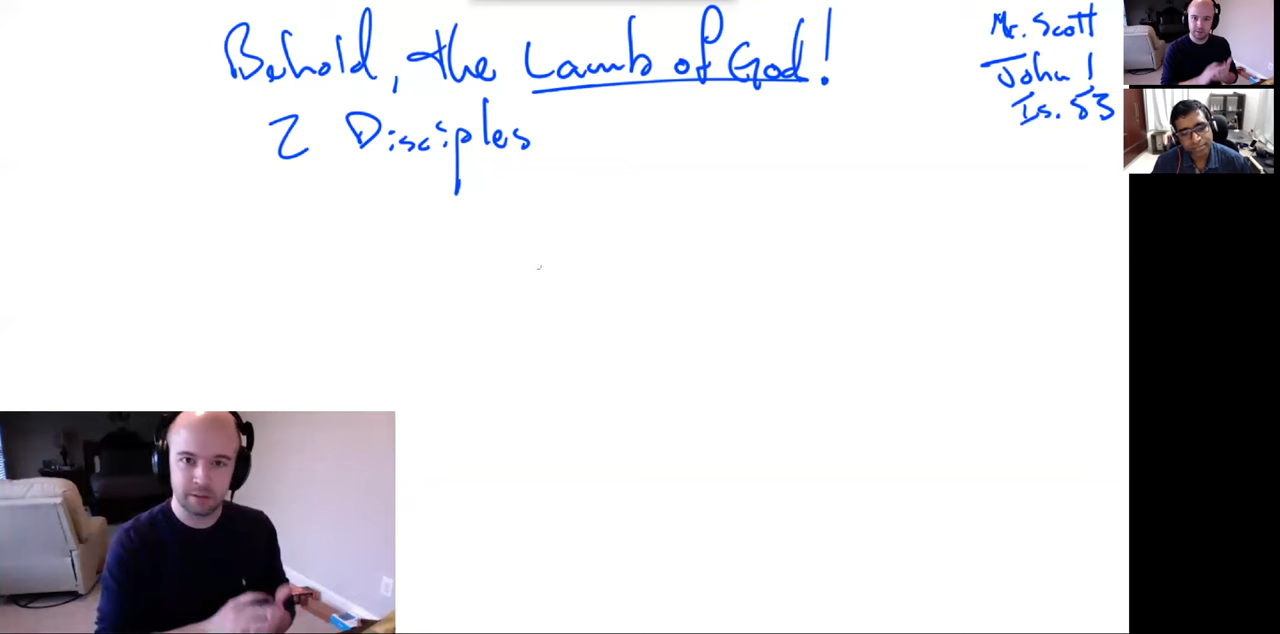 Behold, the Lamb of God!
2 Disciples
Mr. Scott
John 1
Is. 53